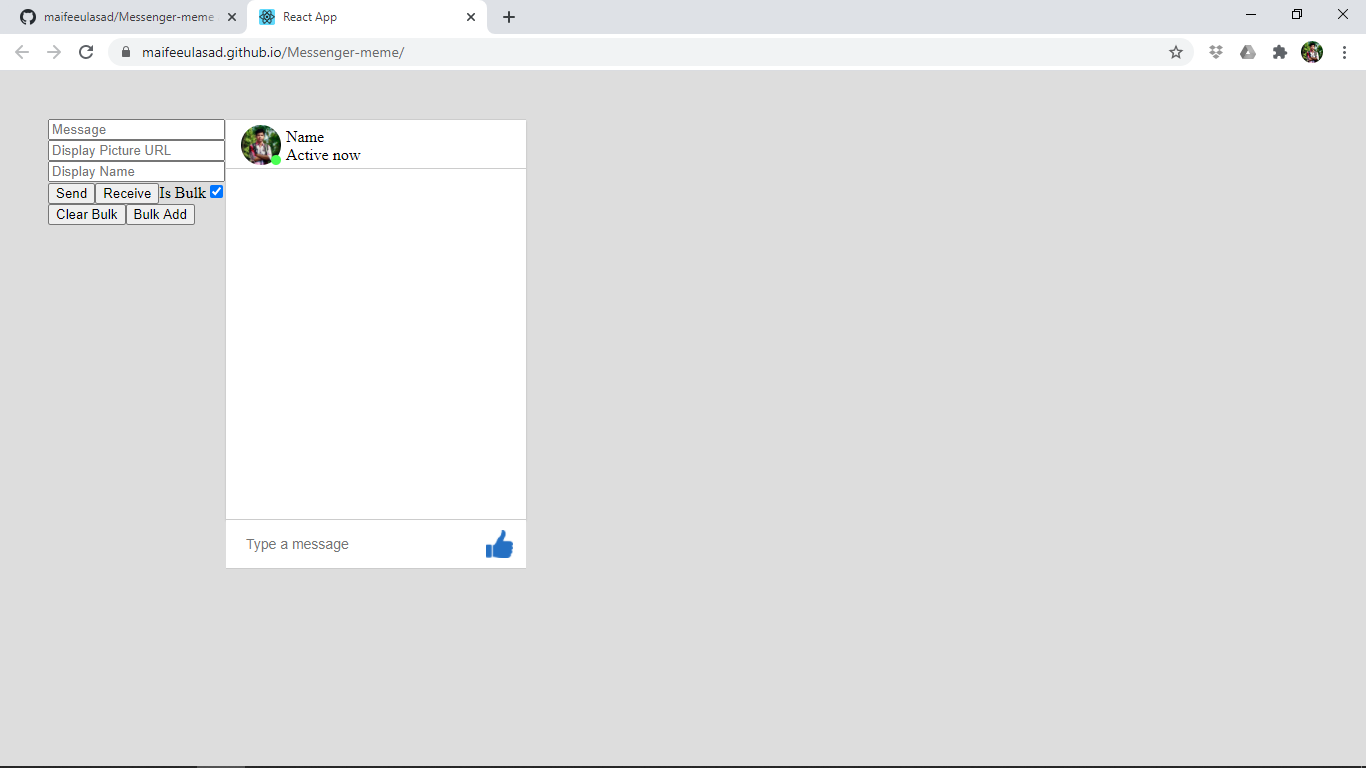 maifeeulasad/Messenger-meme
React App
maifeeulasad.github.io/Messenger-meme/
Message
Display Picture URL
Display Name
Send Receive Is Bulk
Clear Bulk Bulk Add
Name
Active now
Type a message